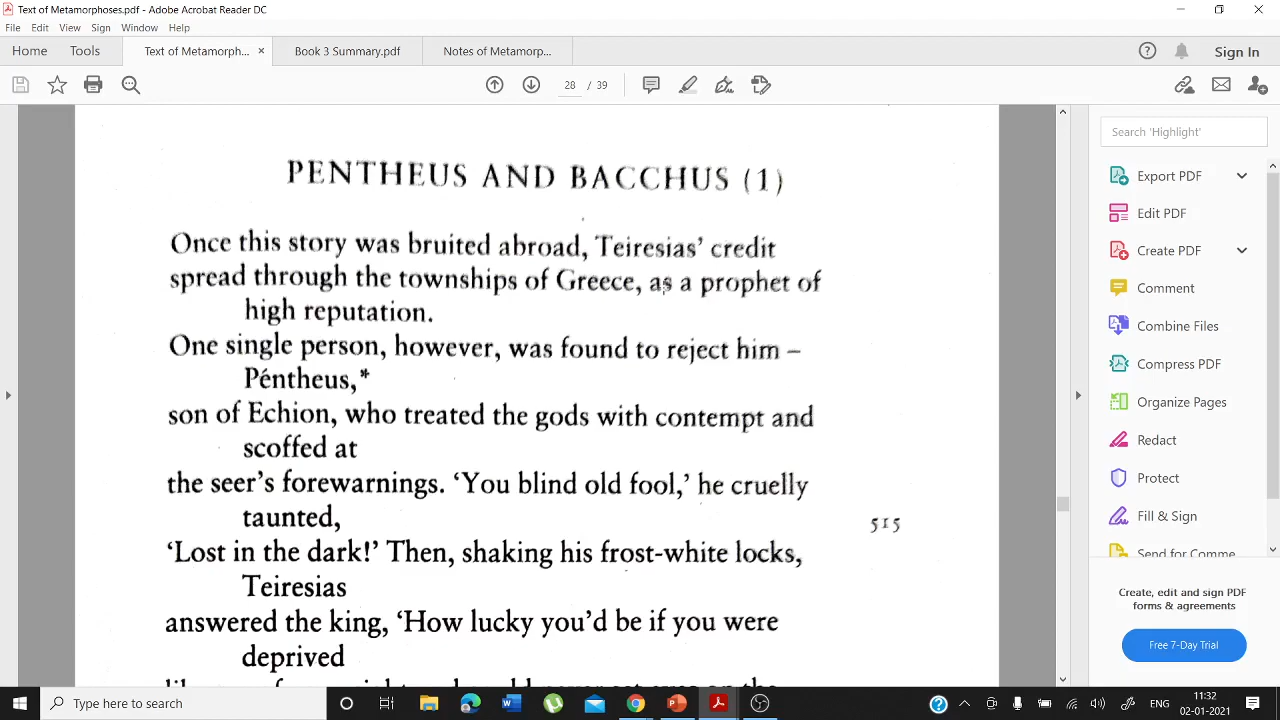 Text of Metamorphoses.pdf - Adobe Acrobat Reader DC
File Edit View Sign Window Help
Home Tools Text of Metamorph... × Book 3 Summary.pdf Notes of Metamorp... Sign In
28 / 39
Search 'Highlight'
Export PDF
Edit PDF
Create PDF
Comment
Combine Files
Compress PDF
Organize Pages
Redact
Protect
Fill & Sign
Send for Comme
Create, edit and sign PDF
forms & agreements
Free 7-Day Trial
PENTHEUS AND BACCHUS (1)
Once this story was bruited abroad, Teiresias' credit
spread through the townships of Greece, as a prophet of
high reputation.
One single person, however, was found to reject him –
Péntheus,*
son of Echion, who treated the gods with contempt and
scoffed at
the seer's forewarnings. 'You blind old fool,' he cruelly
taunted,
515
'Lost in the dark!' Then, shaking his frost-white locks,
Teiresias
answered the king, 'How lucky you'd be if you were
deprived
Type here to search
ENG
11:32
02-01-2021